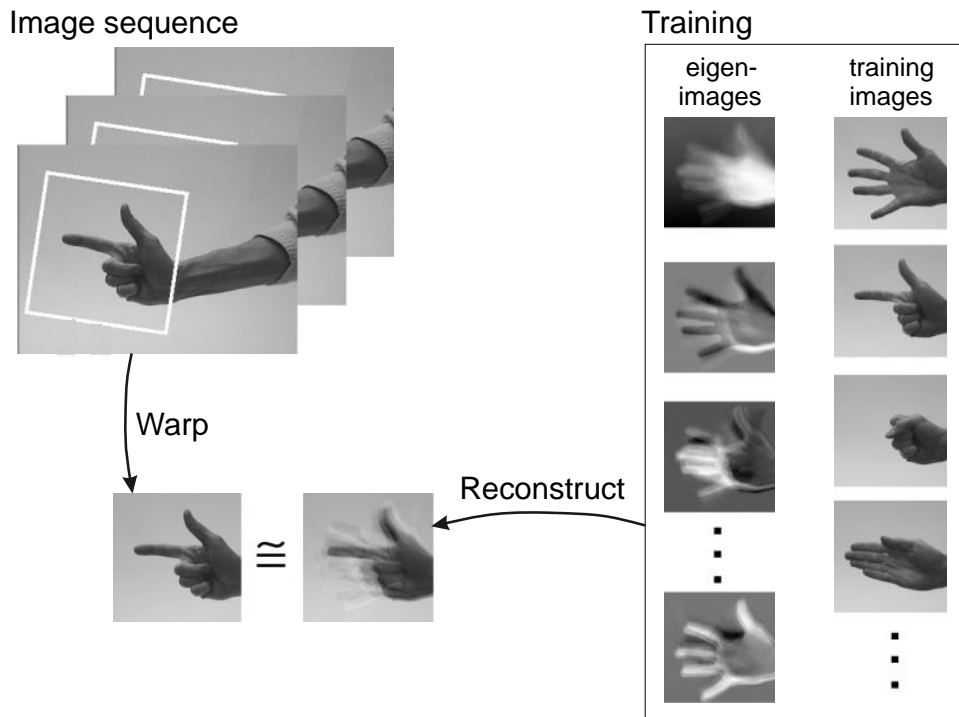 Image sequence
Training
eigen-
images
training
images
Warp
Reconstruct
≅